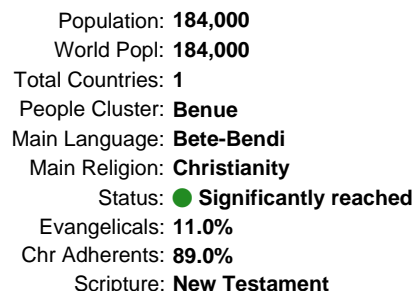 Population: 184,000
World Popl: 184,000
Total Countries: 1
People Cluster: Benue
Main Language: Bete-Bendi
Main Religion: Christianity
Status: Significantly reached
Evangelicals: 11.0%
Chr Adherents: 89.0%
Scripture: New Testament